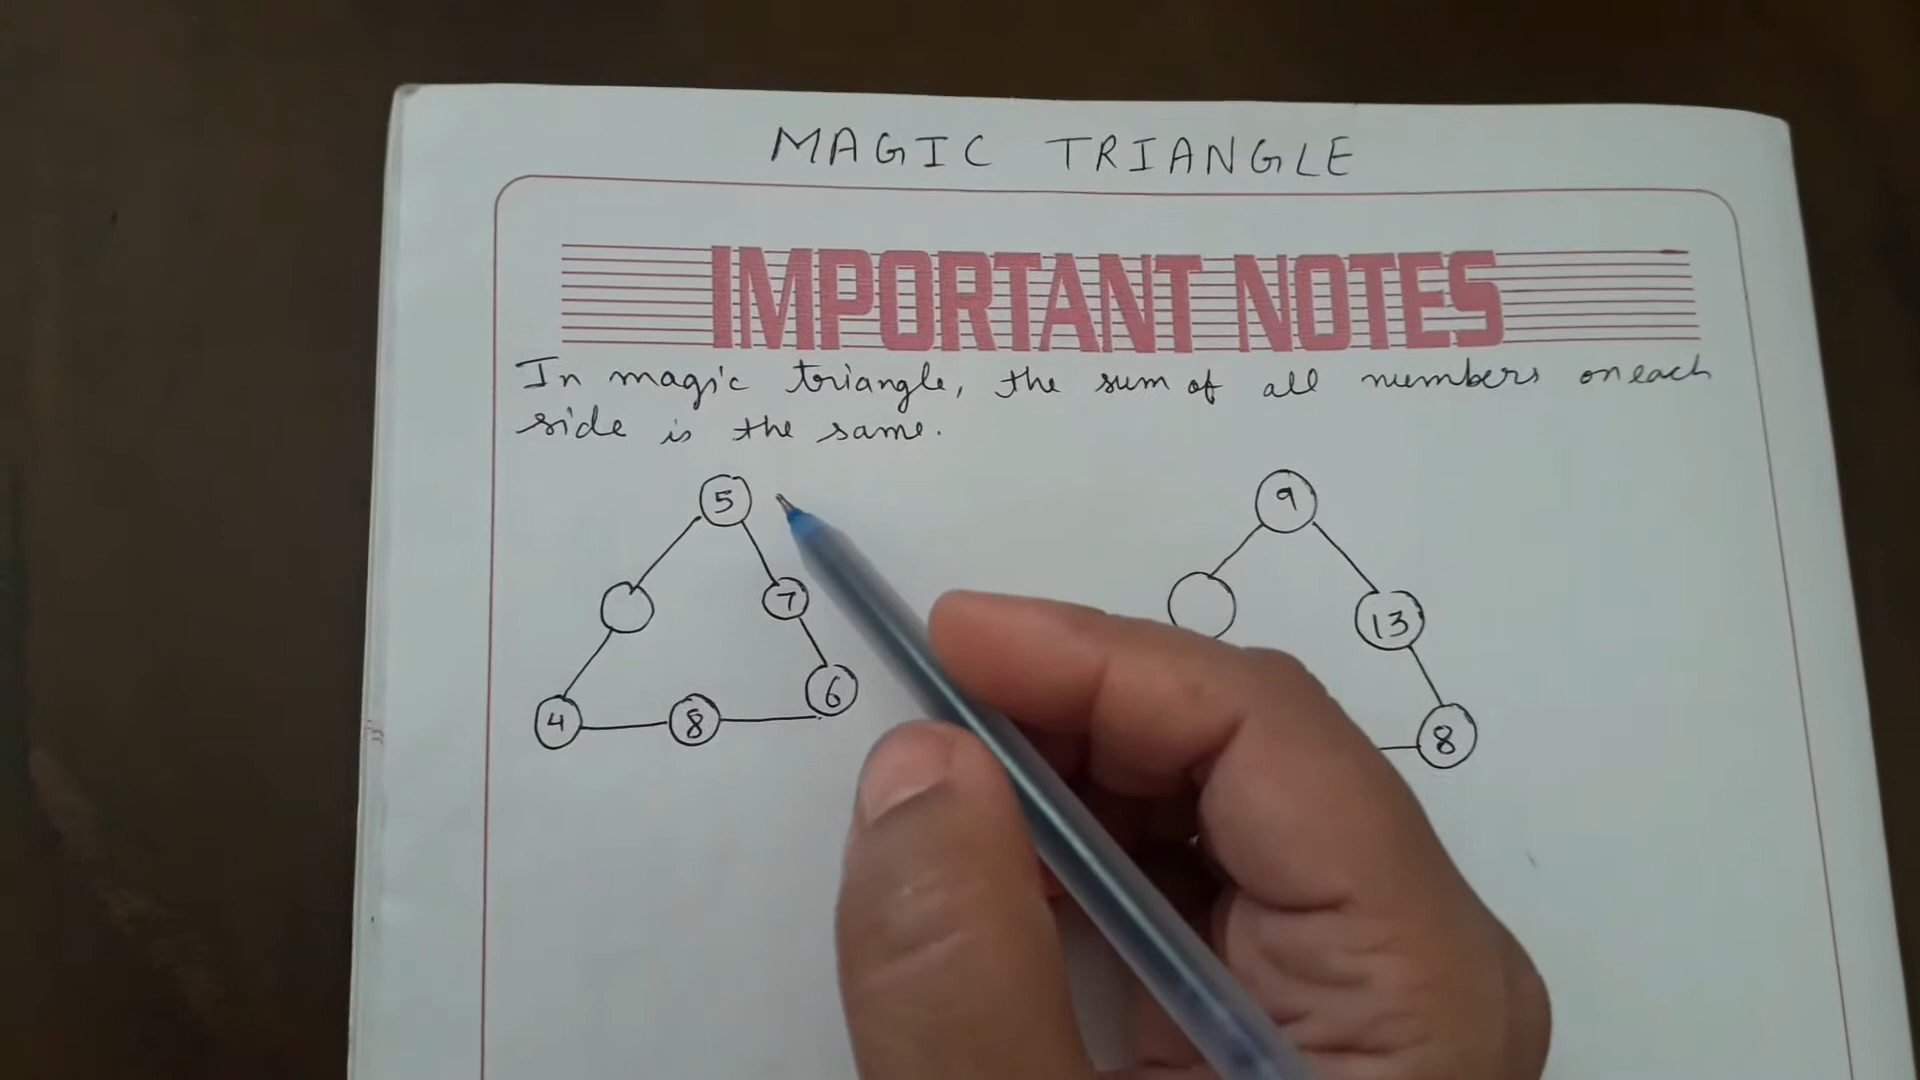 MAGIC TRIANGLE
IMPORTANT NOTES
In magic triangle, the sum of all numbers on each
side is the same.
5
9
7
13
6
4
8
8